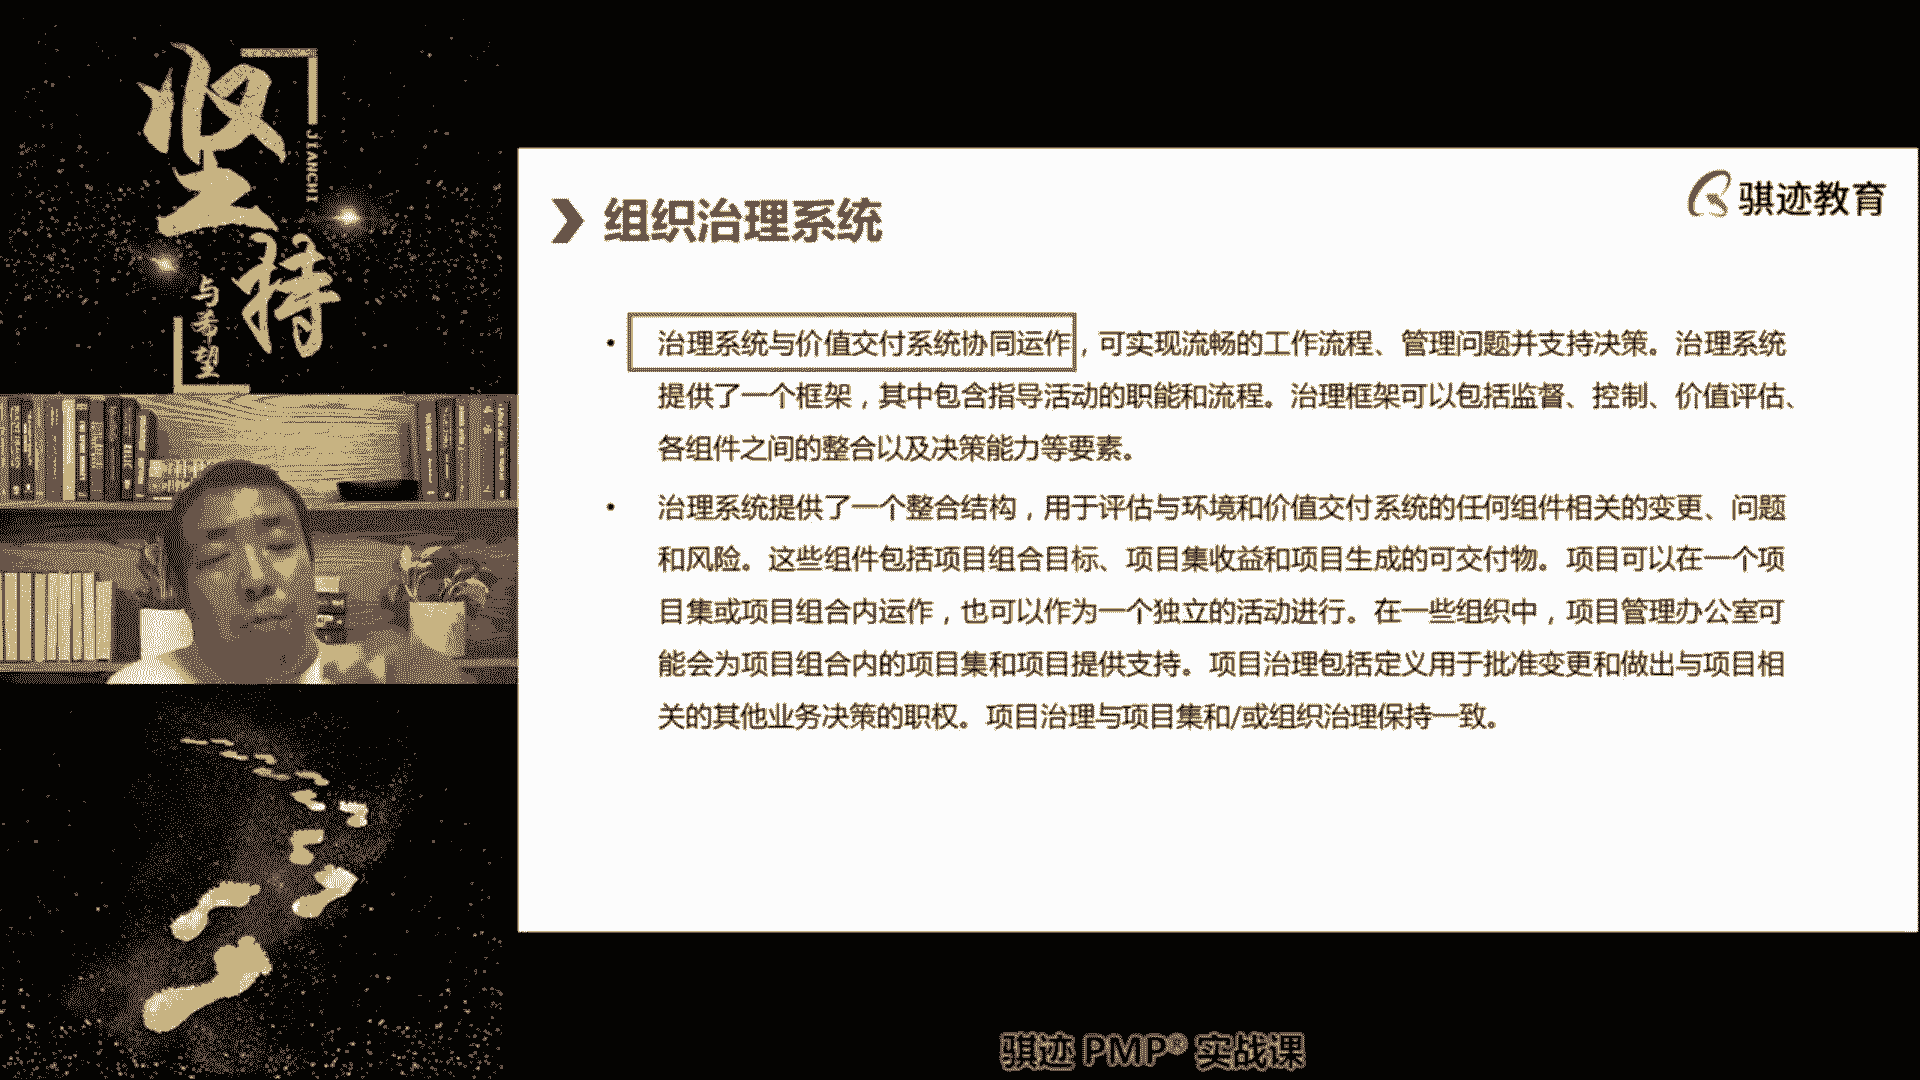 坚
持
JIANCHI
与希望
骐迹教育
组织治理系统
• 治理系统与价值交付系统协同运作，可实现流畅的工作流程、管理问题并支持决策。治理系统
提供了一个框架，其中包含指导活动的职能和流程。治理框架可以包括监督、控制、价值评估、
各组件之间的整合以及决策能力等要素。
• 治理系统提供了一个整合结构，用于评估与环境和价值交付系统的任何组件相关的变更、问题
和风险。这些组件包括项目组合目标、项目集收益和项目生成的可交付物。项目可以在一个项
目集或项目组合内运作，也可以作为一个独立的活动进行。在一些组织中，项目管理办公室可
能会为项目组合内的项目集和项目提供支持。项目治理包括定义用于批准变更和做出与项目相
关的其他业务决策的职权。项目治理与项目集和/或组织治理保持一致。
骐迹 PMP® 实战课